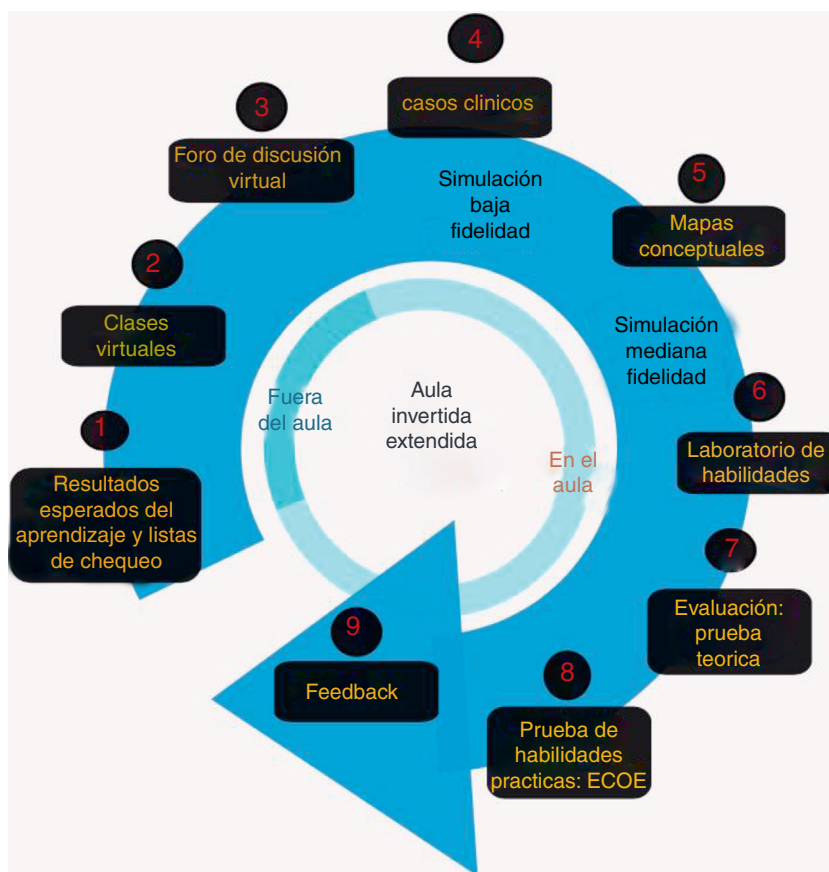 1
Resultados
esperados del
aprendizaje y listas
de chequeo
2
Clases
virtuales
3
Foro de discusión
virtual
4
casos clinicos
Simulación
baja
fidelidad
5
Mapas
conceptuales
Simulación
mediana
fidelidad
6
Laboratorio de
habilidades
7
Evaluación:
prueba
teorica
8
Prueba de
habilidades
practicas: ECOE
9
Feedback
Fuera
del aula
Aula
invertida
extendida
En el
aula